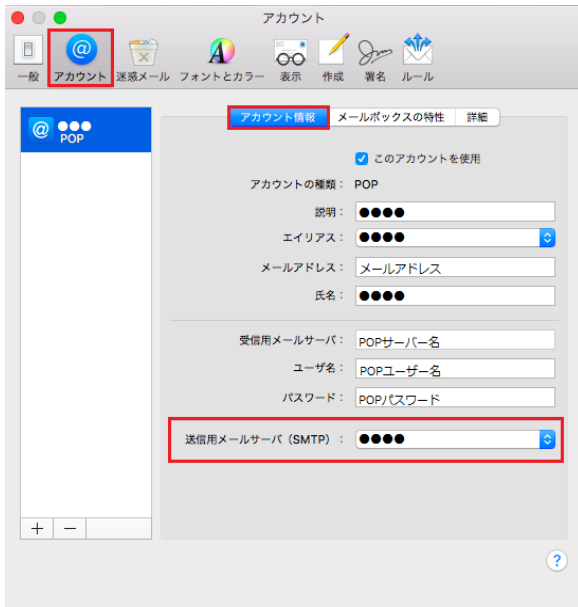 アカウント
一般 アカウント 迷惑メール フォントとカラー 表示 作成 署名 ルール
アカウント情報 メールボックスの特性 詳細
@ ●●●
POP
このアカウントを使用
アカウントの種類： POP
説明： ●●●●
エイリアス： ●●●●
メールアドレス： メールアドレス
氏名： ●●●●
受信用メールサーバ： POPサーバー名
ユーザ名： POPユーザー名
パスワード： POPパスワード
送信用メールサーバ（SMTP）： ●●●●
+ −
?